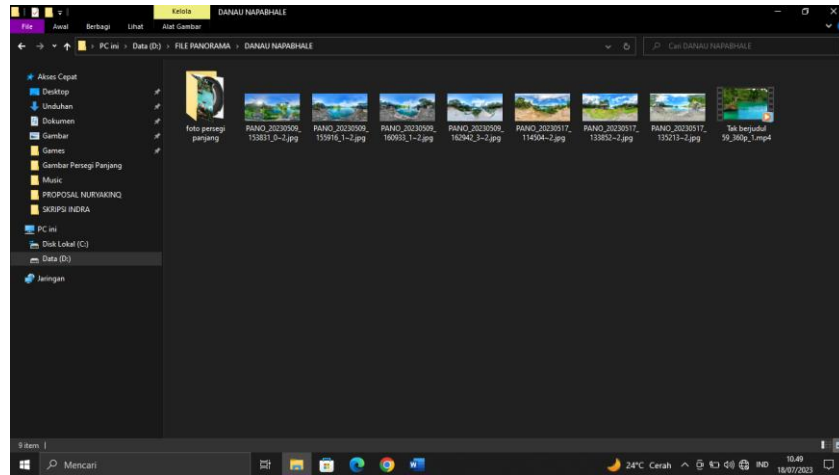 Kelola
DANAU NAPABHALE
File
Awal
Berbagi
Lihat
Alat Gambar
PC ini
Data (D:)
FILE PANORAMA
DANAU NAPABHALE
Cari DANAU NAPABHALE
Akses Cepat
Desktop
Unduhan
Dokumen
Gambar
Games
Gambar Persegi Panjang
Music
PROPOSAL NURYAKINQ
SKRIPSI INDRA
PC ini
Disk Lokal (C:)
Data (D:)
Jaringan
foto persegi
panjang
PANO_20230509_
153831_0~2.jpg
PANO_20230509_
155916_1~2.jpg
PANO_20230509_
160933_1~2.jpg
PANO_20230509_
162942_3~2.jpg
PANO_20230517_
114504~2.jpg
PANO_20230517_
133852~2.jpg
PANO_20230517_
135213~2.jpg
Tak berjudul
59_360p_1.mp4
9 item
Mencari
24°C Cerah
IND
10.49
18/07/2023